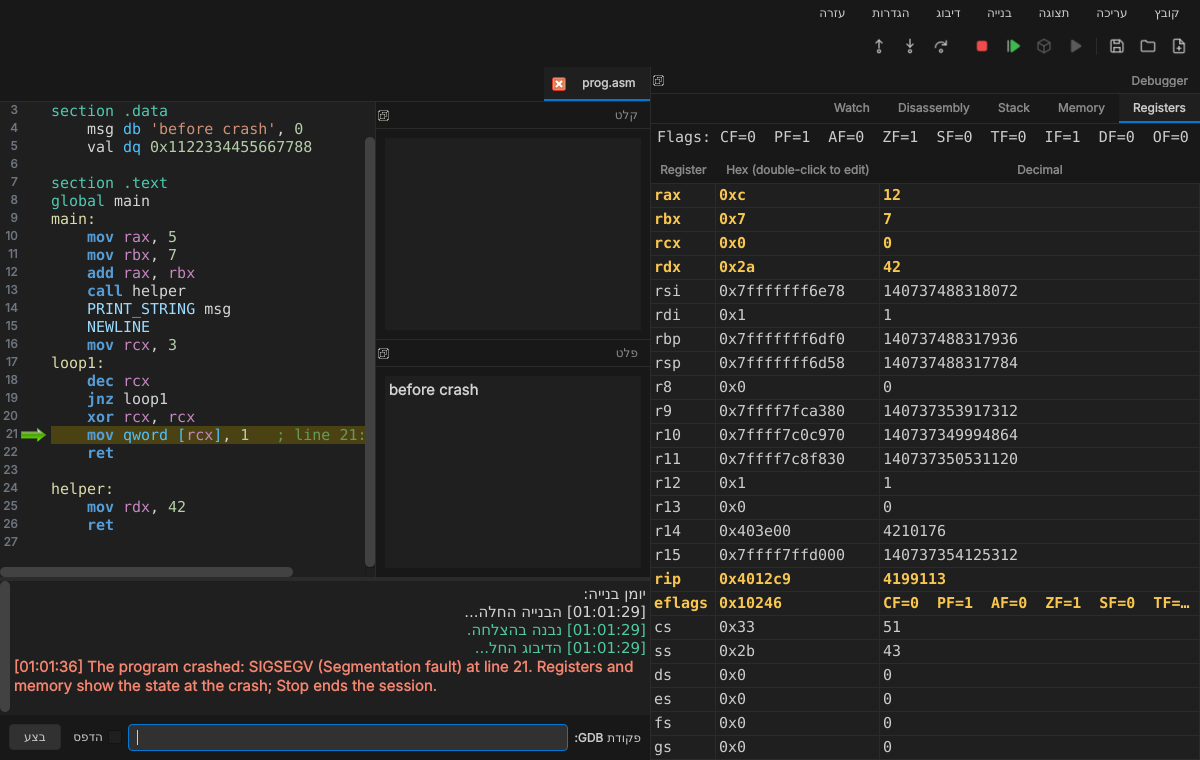 קובץ עריכה תצוגה בנייה דיבוג הגדרות עזרה
prog.asm
3 section .data
4 msg db 'before crash', 0
5 val dq 0x1122334455667788
6
7 section .text
8 global main
9 main:
10 mov rax, 5
11 mov rbx, 7
12 add rax, rbx
13 call helper
14 PRINT_STRING msg
15 NEWLINE
16 mov rcx, 3
17 loop1:
18 dec rcx
19 jnz loop1
20 xor rcx, rcx
21 mov qword [rcx], 1 ; line 21:
22 ret
23
24 helper:
25 mov rdx, 42
26 ret
27
קלט
פלט
before crash
Debugger
Watch Disassembly Stack Memory Registers
Flags: CF=0 PF=1 AF=0 ZF=1 SF=0 TF=0 IF=1 DF=0 OF=0
Register Hex (double-click to edit) Decimal
rax 0xc 12
rbx 0x7 7
rcx 0x0 0
rdx 0x2a 42
rsi 0x7fffffff6e78 140737488318072
rdi 0x1 1
rbp 0x7fffffff6df0 140737488317936
rsp 0x7fffffff6d58 140737488317784
r8 0x0 0
r9 0x7ffff7fca380 140737353917312
r10 0x7ffff7c0c970 140737349994864
r11 0x7ffff7c8f830 140737350531120
r12 0x1 1
r13 0x0 0
r14 0x403e00 4210176
r15 0x7ffff7ffd000 140737354125312
rip 0x4012c9 4199113
eflags 0x10246 CF=0 PF=1 AF=0 ZF=1 SF=0 TF=…
cs 0x33 51
ss 0x2b 43
ds 0x0 0
es 0x0 0
fs 0x0 0
gs 0x0 0
יומן בנייה:
[01:01:29] הבנייה החלה...
[01:01:29] נבנה בהצלחה.
[01:01:29] הדיבוג החל...
[01:01:36] The program crashed: SIGSEGV (Segmentation fault) at line 21. Registers and
memory show the state at the crash; Stop ends the session.
פקודת GDB: הדפס בצע